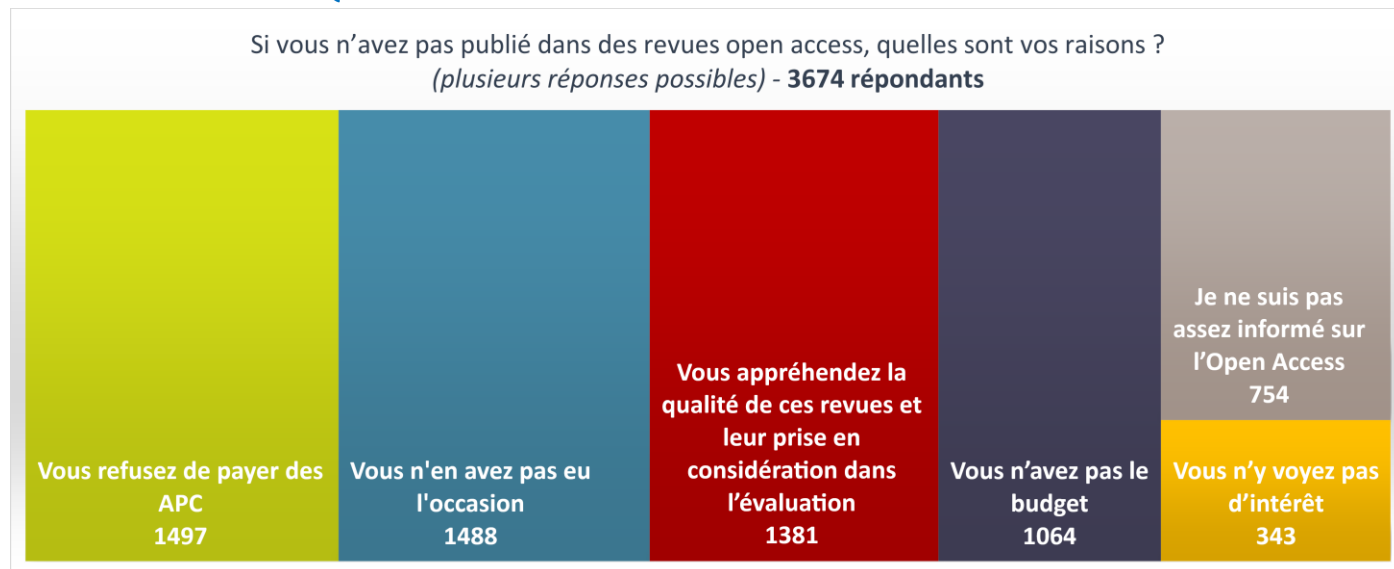 Si vous n’avez pas publié dans des revues open access, quelles sont vos raisons ?
(plusieurs réponses possibles) - 3674 répondants
Vous refusez de payer des
APC
1497
Vous n'en avez pas eu
l'occasion
1488
Vous appréhendez la
qualité de ces revues et
leur prise en
considération dans
l’évaluation
1381
Vous n’avez pas le
budget
1064
Je ne suis pas
assez informé sur
l’Open Access
754
Vous n’y voyez pas
d’intérêt
343